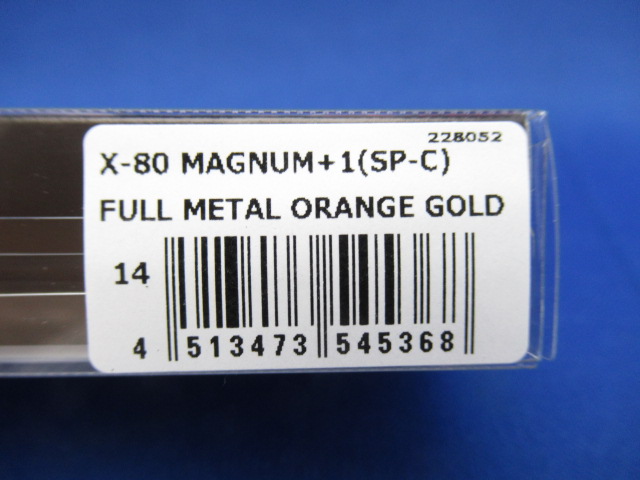 228052
X-80 MAGNUM+1(SP-C)
FULL METAL ORANGE GOLD
14
4 513473 545368